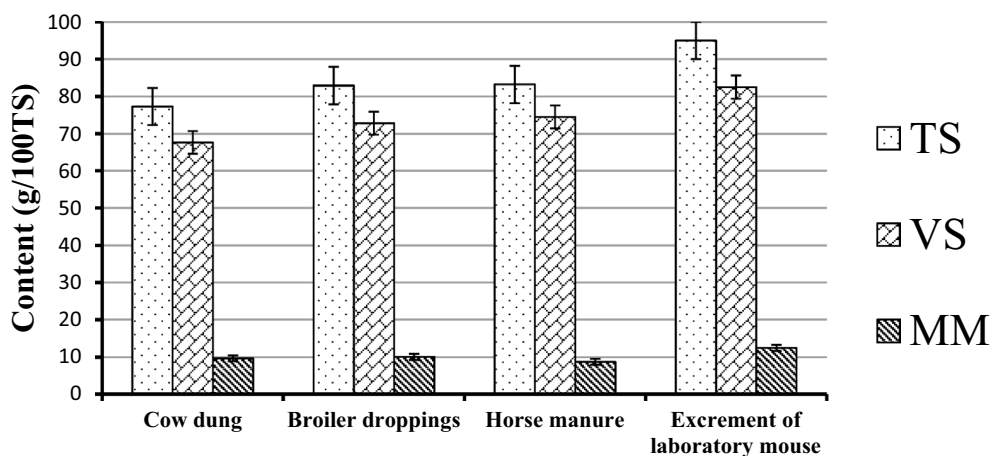 Content (g/100TS)
100
90
80
70
60
50
40
30
20
10
0
Cow dung
Broiler droppings
Horse manure
Excrement of
laboratory mouse
TS
VS
MM